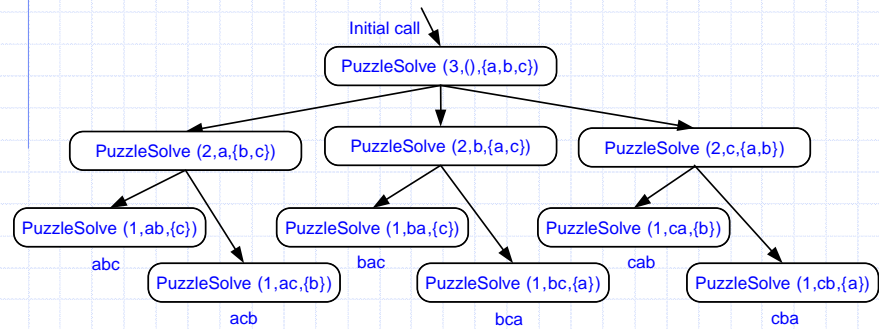 Initial call
PuzzleSolve (3,(),{a,b,c})
PuzzleSolve (2,a,{b,c})
PuzzleSolve (2,b,{a,c})
PuzzleSolve (2,c,{a,b})
PuzzleSolve (1,ab,{c})
abc
PuzzleSolve (1,ac,{b})
acb
PuzzleSolve (1,ba,{c})
bac
PuzzleSolve (1,bc,{a})
bca
PuzzleSolve (1,ca,{b})
cab
PuzzleSolve (1,cb,{a})
cba